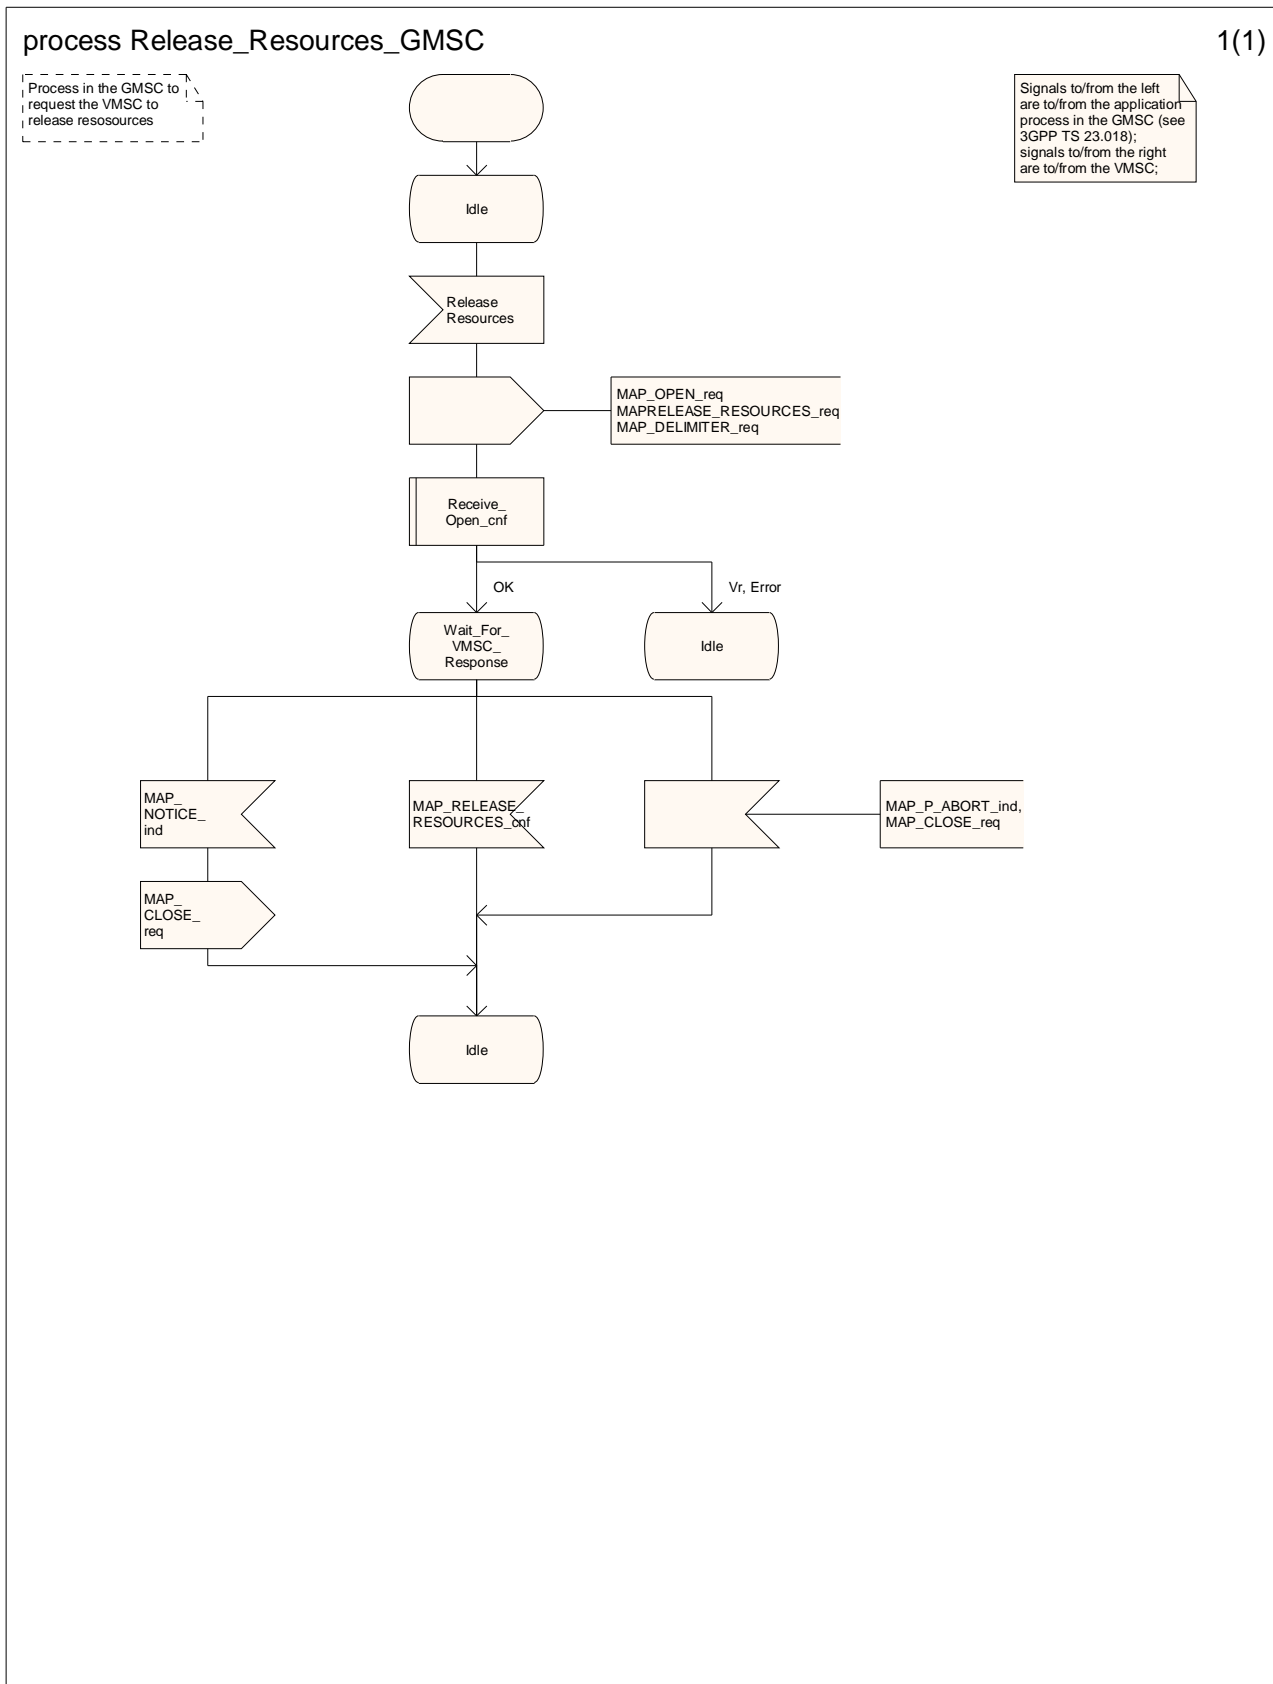 process Release_Resources_GMSC
1(1)
Process in the GMSC to
request the VMSC to
release resosources
Signals to/from the left
are to/from the application
process in the GMSC (see
3GPP TS 23.018);
signals to/from the right
are to/from the VMSC;
Idle
Release
Resources
MAP_OPEN_req
MAPRELEASE_RESOURCES_req
MAP_DELIMITER_req
Receive_
Open_cnf
OK
Vr, Error
Wait_For_
VMSC_
Response
Idle
MAP_
NOTICE_
ind
MAP_RELEASE_
RESOURCES_cnf
MAP_P_ABORT_ind,
MAP_CLOSE_req
MAP_
CLOSE_
req
Idle